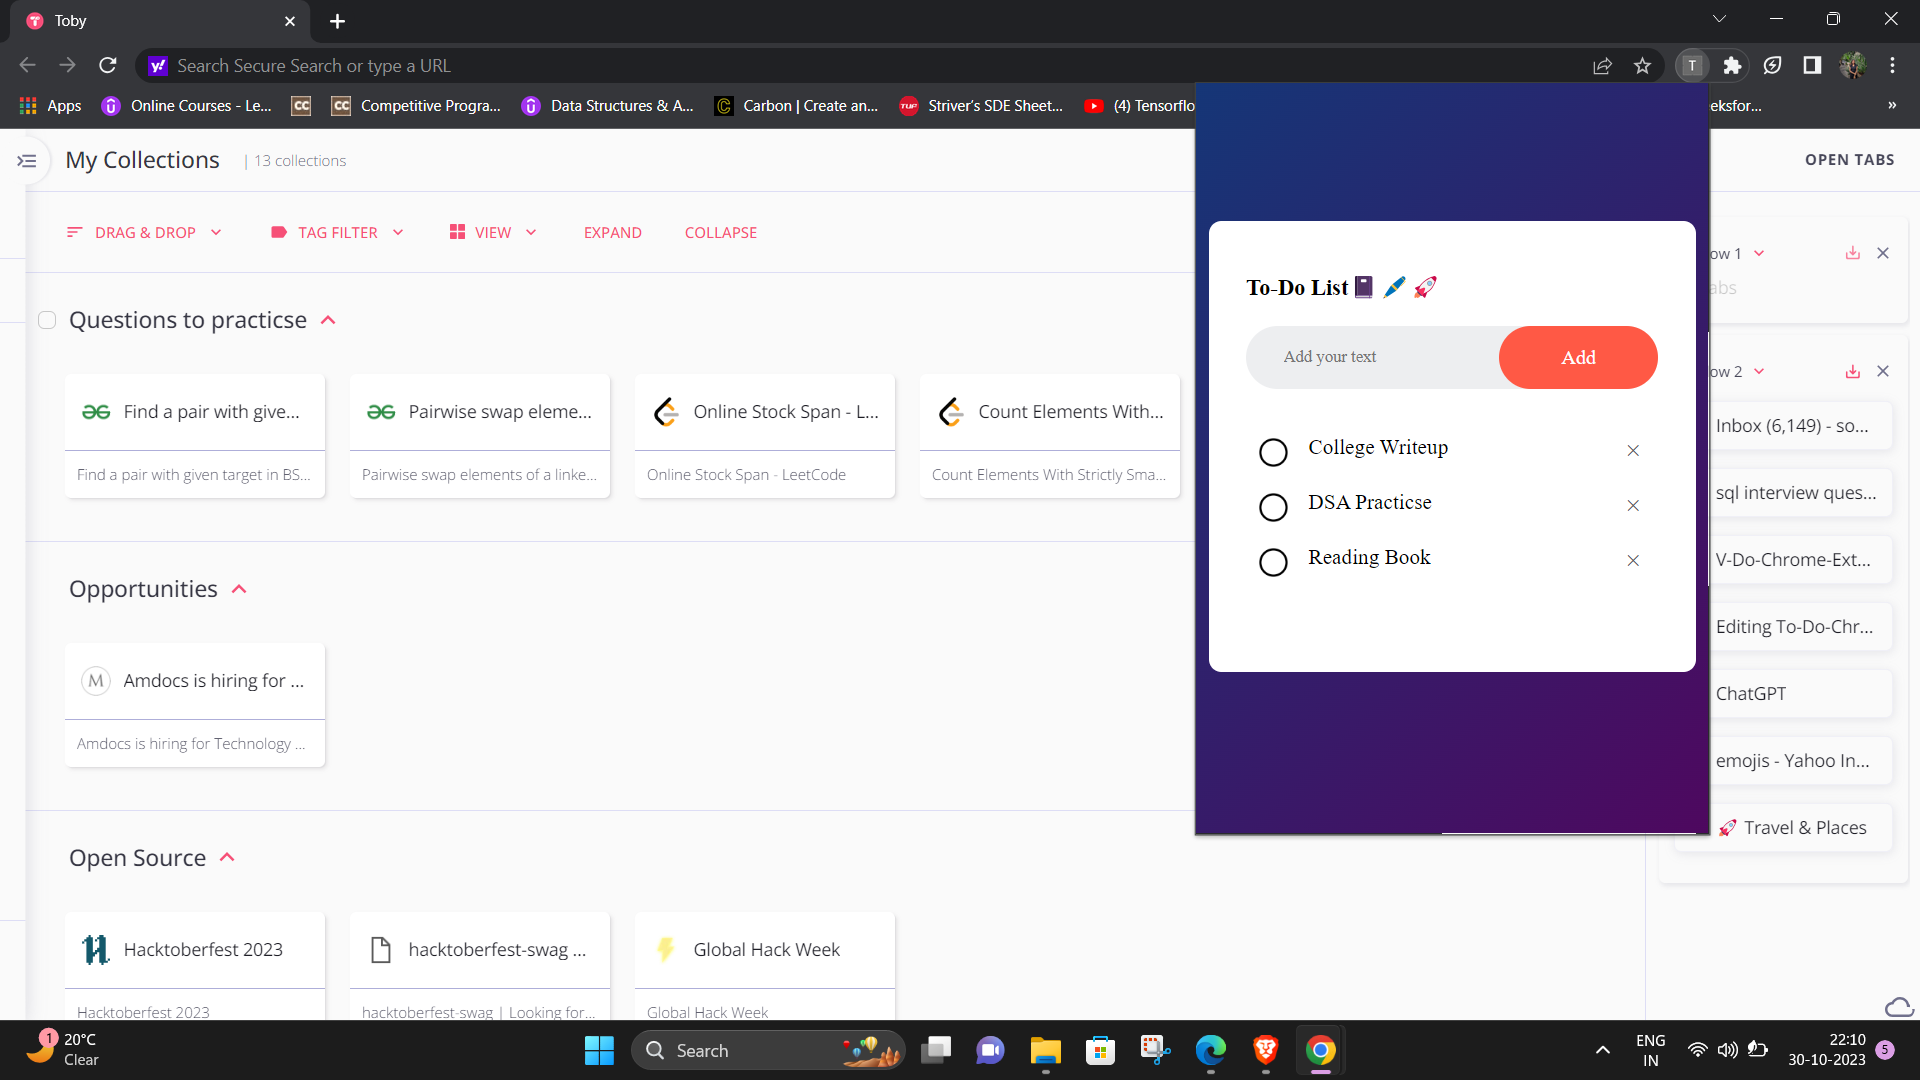 Toby
Search Secure Search or type a URL
T
Apps
Online Courses - Le...
CC
CC Competitive Progra...
Data Structures & A...
Carbon | Create an...
TUF Striver's SDE Sheet...
(4) Tensorflo
eksfor...
»
My Collections
| 13 collections
OPEN TABS
DRAG & DROP
TAG FILTER
VIEW
EXPAND
COLLAPSE
Questions to practicse
Find a pair with give...
Find a pair with given target in BS...
Pairwise swap eleme...
Pairwise swap elements of a linke...
Online Stock Span - L...
Online Stock Span - LeetCode
Count Elements With...
Count Elements With Strictly Sma...
Opportunities
M Amdocs is hiring for ...
Amdocs is hiring for Technology ...
Open Source
Hacktoberfest 2023
Hacktoberfest 2023
hacktoberfest-swag ...
hacktoberfest-swag | Looking for...
Global Hack Week
Global Hack Week
To-Do List📓 🖊️ 🚀
Add your text
Add
College Writeup
DSA Practicse
Reading Book
ow 1
abs
ow 2
Inbox (6,149) - so...
sql interview ques...
V-Do-Chrome-Ext...
Editing To-Do-Chr...
ChatGPT
emojis - Yahoo In...
🚀 Travel & Places
1
20°C
Clear
Search
ENG
IN
22:10
30-10-2023
5